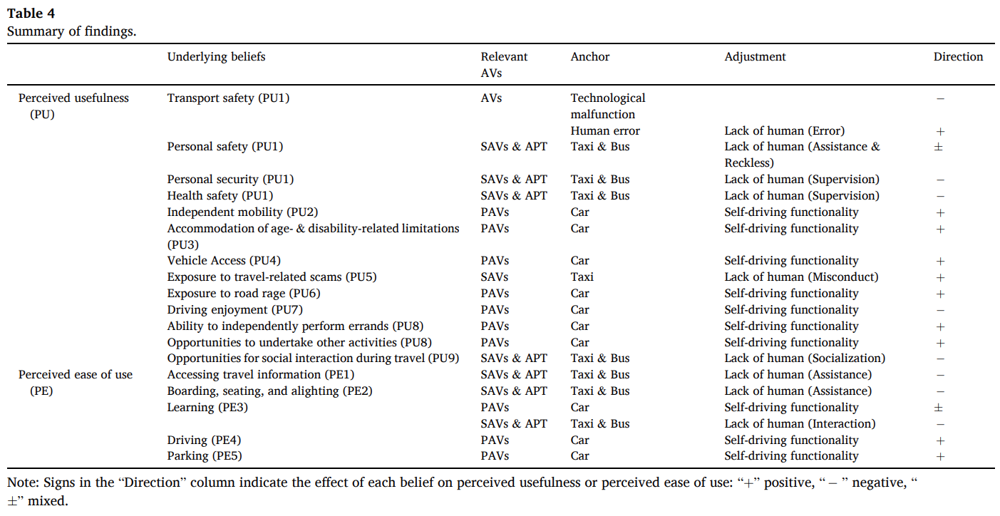 Table 4
Summary of findings.
Underlying beliefs Relevant AVs Anchor Adjustment Direction
Perceived usefulness (PU) Transport safety (PU1) AVs Technological malfunction −
Human error Lack of human (Error) +
Personal safety (PU1) SAVs & APT Taxi & Bus Lack of human (Assistance & Reckless) ±
Personal security (PU1) SAVs & APT Taxi & Bus Lack of human (Supervision) −
Health safety (PU1) SAVs & APT Taxi & Bus Lack of human (Supervision) −
Independent mobility (PU2) PAVs Car Self-driving functionality +
Accommodation of age- & disability-related limitations (PU3) PAVs Car Self-driving functionality +
Vehicle Access (PU4) PAVs Car Self-driving functionality +
Exposure to travel-related scams (PU5) SAVs Taxi Lack of human (Misconduct) +
Exposure to road rage (PU6) PAVs Car Self-driving functionality +
Driving enjoyment (PU7) PAVs Car Self-driving functionality −
Ability to independently perform errands (PU8) PAVs Car Self-driving functionality +
Opportunities to undertake other activities (PU8) PAVs Car Self-driving functionality +
Opportunities for social interaction during travel (PU9) SAVs & APT Taxi & Bus Lack of human (Socialization) −
Perceived ease of use (PE) Accessing travel information (PE1) SAVs & APT Taxi & Bus Lack of human (Assistance) −
Boarding, seating, and alighting (PE2) SAVs & APT Taxi & Bus Lack of human (Assistance) −
Learning (PE3) PAVs Car Self-driving functionality ±
SAVs & APT Taxi & Bus Lack of human (Interaction) −
Driving (PE4) PAVs Car Self-driving functionality +
Parking (PE5) PAVs Car Self-driving functionality +
Note: Signs in the “Direction” column indicate the effect of each belief on perceived usefulness or perceived ease of use: “+” positive, “ − ” negative, “
±” mixed.